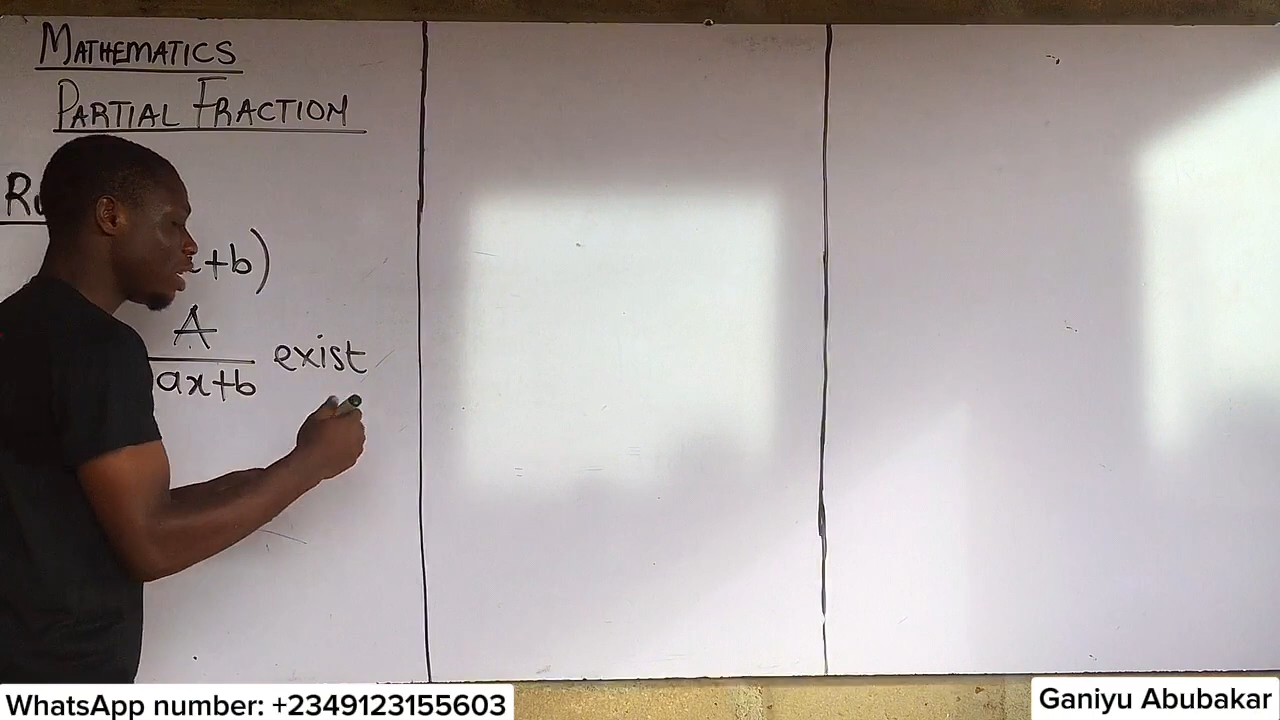 MATHEMATICS
PARTIAL FRACTION
+b)
A
ax+b
exist
WhatsApp number: +2349123155603
Ganiyu Abubakar